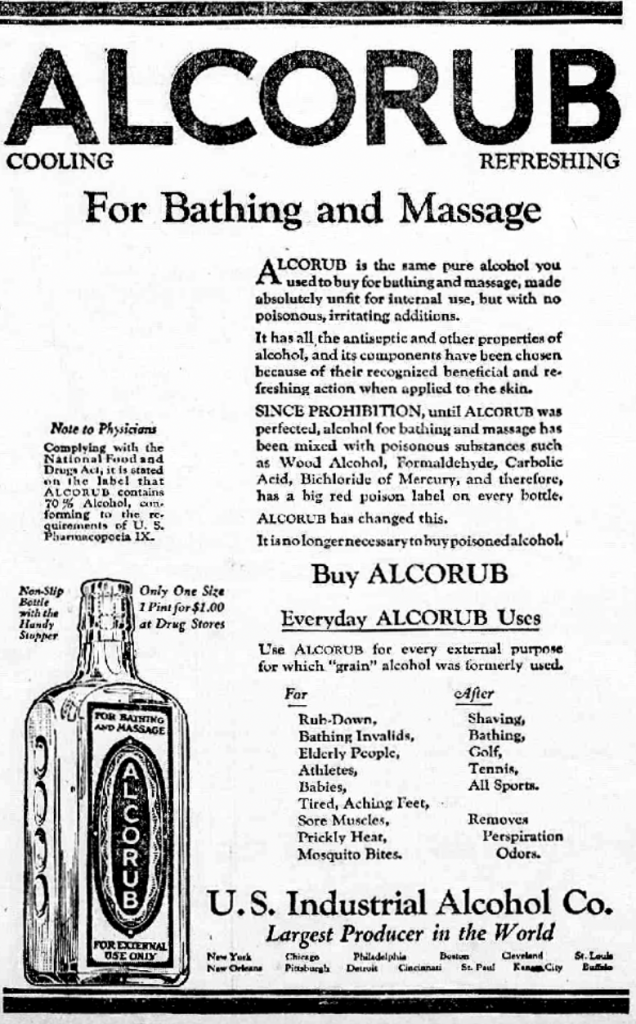 ALCORUB
COOLING
REFRESHING
For Bathing and Massage
ALCORUB is the same pure alcohol you
used to buy for bathing and massage, made
absolutely unfit for internal use, but with no
poisonous, irritating additions.
It has all the antiseptic and other properties of
alcohol, and its components have been chosen
because of their recognized beneficial and re-
freshing action when applied to the skin.
SINCE PROHIBITION, until ALCORUB was
perfected, alcohol for bathing and massage has
been mixed with poisonous substances such
as Wood Alcohol, Formaldehyde, Carbolic
Acid, Bichloride of Mercury, and therefore,
has a big red poison label on every bottle.
ALCORUB has changed this.
It is no longer necessary to buy poisoned alcohol.
Note to Physicians
Complying with the
National Food and
Drugs Act, it is stated
on the label that
ALCORUB contains
70% Alcohol, con-
forming to the re-
quirements of U. S.
Pharmacopoeia IX.
Non-Slip
Bottle
with the
Handy
Stopper
Only One Size
1 Pint for $1.00
at Drug Stores
FOR BATHING
AND MASSAGE
ALCORUB
FOR EXTERNAL
USE ONLY
Buy ALCORUB
Everyday ALCORUB Uses
Use ALCORUB for every external purpose
for which "grain" alcohol was formerly used.
For
Rub-Down,
Bathing Invalids,
Elderly People,
Athletes,
Babies,
Tired, Aching Feet,
Sore Muscles,
Prickly Heat,
Mosquito Bites.
After
Shaving,
Bathing,
Golf,
Tennis,
All Sports.
Removes
Perspiration
Odors.
U. S. Industrial Alcohol Co.
Largest Producer in the World
New York Chicago Philadelphia Boston Cleveland St. Louis
New Orleans Pittsburgh Detroit Cincinnati St. Paul Kansas City Buffalo